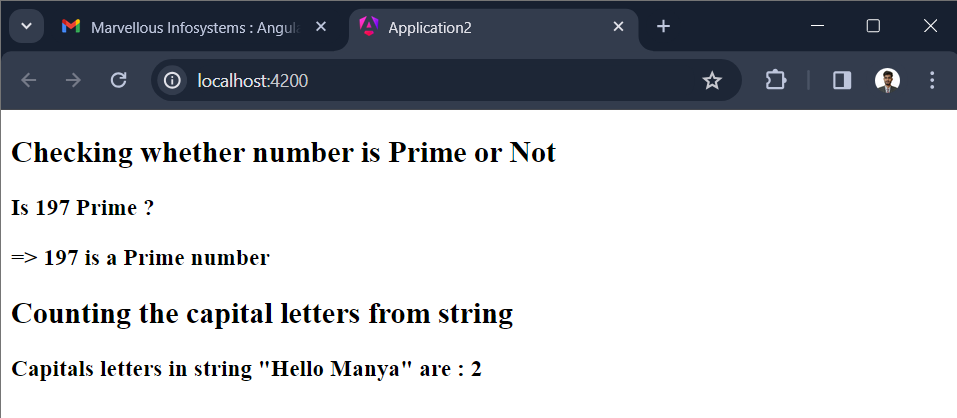 Marvellous Infosystems : Angula
Application2
localhost:4200
Checking whether number is Prime or Not
Is 197 Prime ?
=> 197 is a Prime number
Counting the capital letters from string
Capitals letters in string "Hello Manya" are : 2